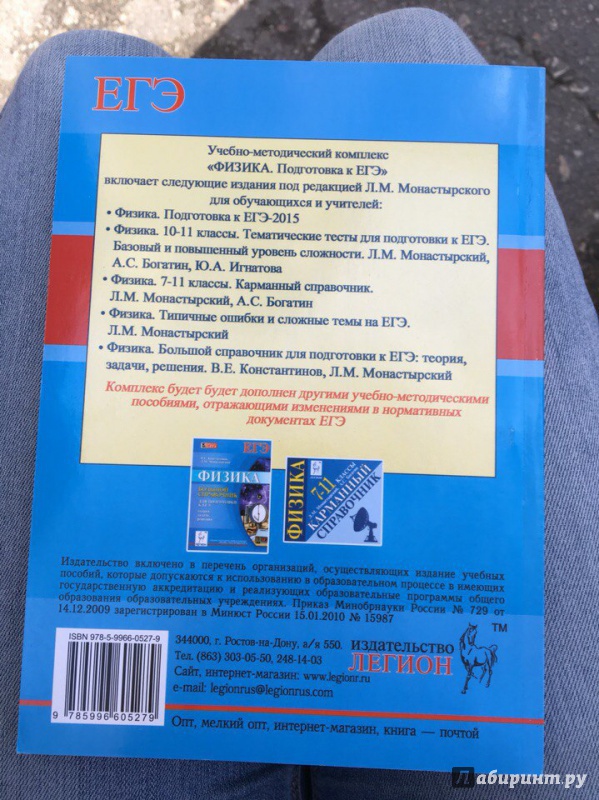 ЕГЭ
Учебно-методический комплекс
«ФИЗИКА. Подготовка к ЕГЭ»
включает следующие издания под редакцией Л.М. Монастырского
для обучающихся и учителей:
• Физика. Подготовка к ЕГЭ-2015
• Физика. 10-11 классы. Тематические тесты для подготовки к ЕГЭ.
Базовый и повышенный уровень сложности. Л.М. Монастырский,
А.С. Богатин, Ю.А. Игнатова
• Физика. 7-11 классы. Карманный справочник.
Л.М. Монастырский, А.С. Богатин
• Физика. Типичные ошибки и сложные темы на ЕГЭ.
Л.М. Монастырский
• Физика. Большой справочник для подготовки к ЕГЭ: теория,
задачи, решения. В.Е. Константинов, Л.М. Монастырский
Комплекс будет будет дополнен другими учебно-методическими
пособиями, отражающими изменениями в нормативных
документах ЕГЭ
ЕГЭ
ФИЗИКА
ФИЗИКА
7-11 КЛАССЫ
КАРМАННЫЙ
СПРАВОЧНИК
Издательство включено в перечень организаций, осуществляющих издание учебных
пособий, которые допускаются к использованию в образовательном процессе в имеющих
государственную аккредитацию и реализующих образовательные программы общего
образования образовательных учреждениях. Приказ Минобрнауки России № 729 от
14.12.2009 зарегистрирован в Минюст России 15.01.2010 № 15987
ISBN 978-5-9966-0527-9
9 785996 605279
344000, г. Ростов-на-Дону, а/я 550.
Тел. (863) 303-05-50, 248-14-03
Сайт, интернет-магазин: www.legionr.ru
e-mail: legionrus@legionrus.com
издательство
ЛЕГИОН
TM
Опт, мелкий опт, интернет-магазин, книга — почтой
Лабиринт.ру